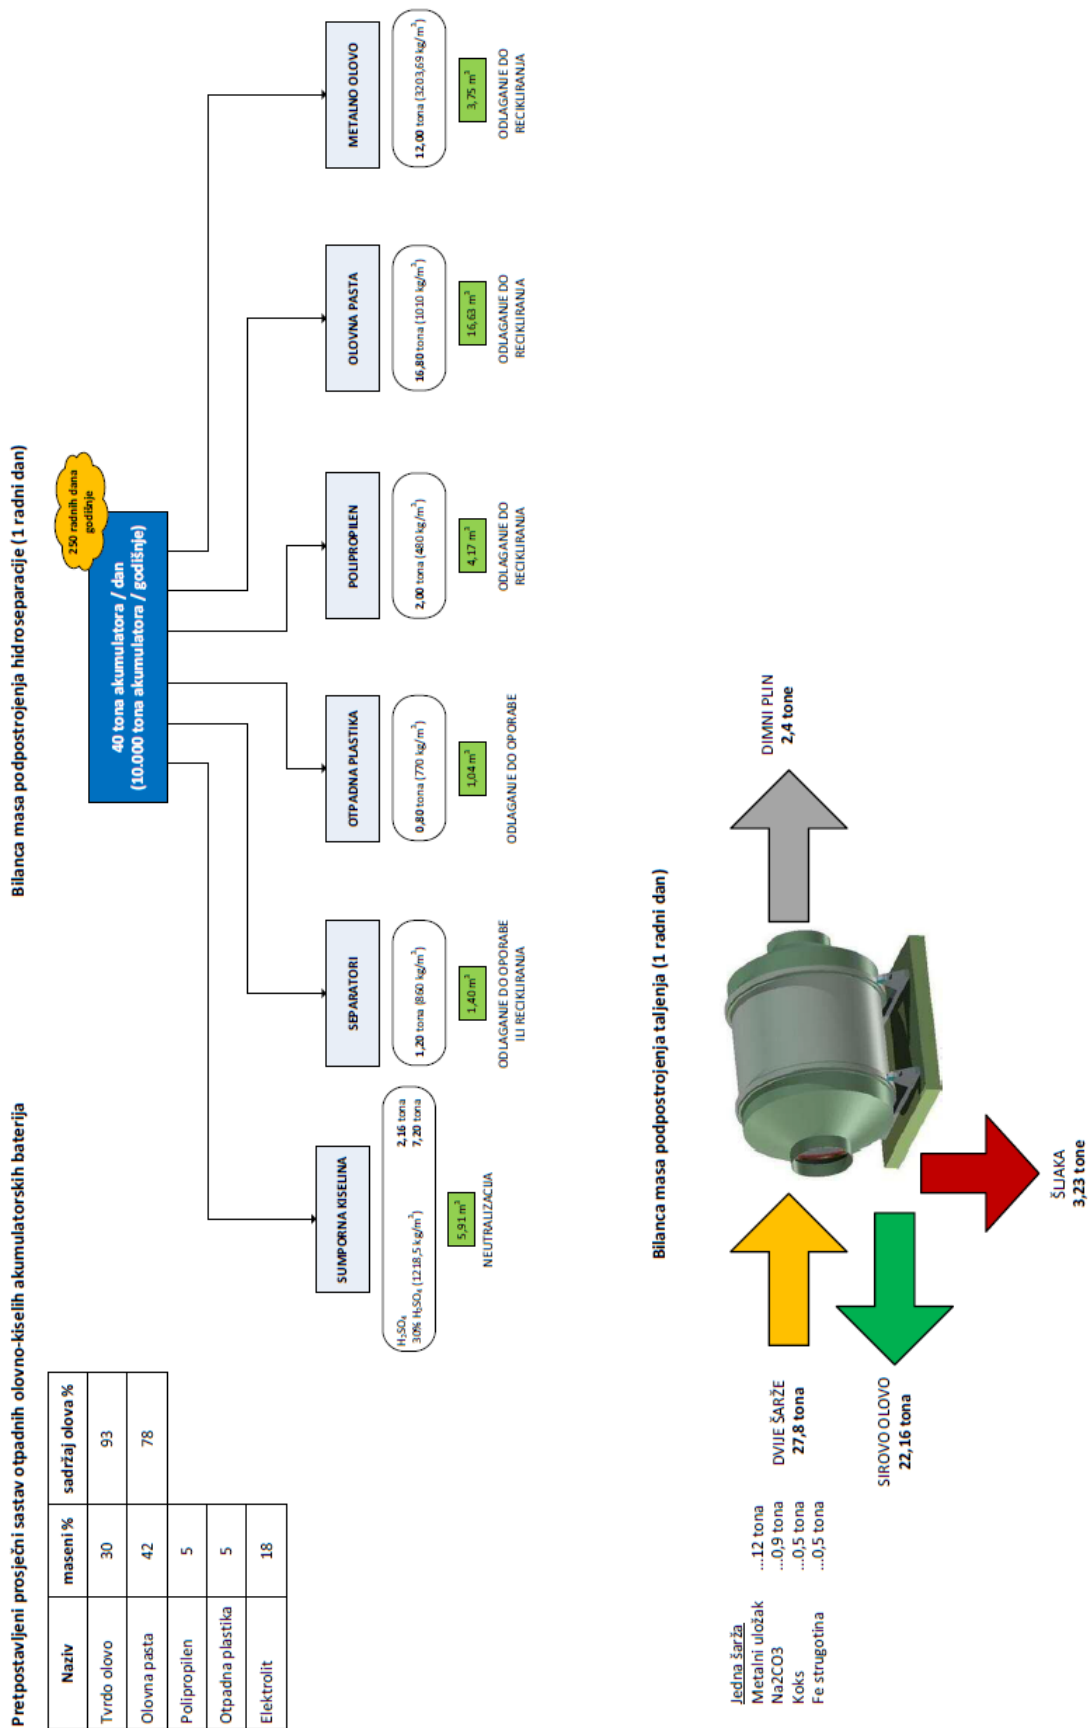 Pretpostavljeni prosječni sastav otpadnih olovno-kiselih akumulatorskih baterija
Naziv maseni % sadržaj olova %
Tvrdo olovo 30 93
Olovna pasta 42 78
Polipropilen 5
Otpadna plastika 5
Elektrolit 18
Bilanca masa podpostrojenja hidroseparacije (1 radni dan)
250 radnih dana
godišnje
40 tona akumulatora / dan
(10.000 tona akumulatora / godišnje)
SUMPORNA KISELINA
H₂SO₄ 2,16 tona
30% H₂SO₄ (1218,5 kg/m³) 7,20 tona
5,91 m³
NEUTRALIZACIJA
SEPARATORI
1,20 tona (860 kg/m³)
1,40 m³
ODLAGANJE DO OPORABE
ILI RECIKLIRANJA
OTPADNA PLASTIKA
0,80 tona (770 kg/m³)
1,04 m³
ODLAGANJE DO OPORABE
POLIPROPILEN
2,00 tona (480 kg/m³)
4,17 m³
ODLAGANJE DO
RECIKLIRANJA
OLOVNA PASTA
16,80 tona (1010 kg/m³)
16,63 m³
ODLAGANJE DO
RECIKLIRANJA
METALNO OLOVO
12,00 tona (3203,69 kg/m³)
3,75 m³
ODLAGANJE DO
RECIKLIRANJA
Bilanca masa podpostrojenja taljenja (1 radni dan)
Jedna šarža
Metalni uložak ...12 tona
Na2CO3 ...0,9 tona
Koks ...0,5 tona
Fe strugotina ...0,5 tona
DVIJE ŠARŽE
27,8 tona
SIROVO OLOVO
22,16 tona
DIMNI PLIN
2,4 tone
ŠLJAKA
3,23 tone